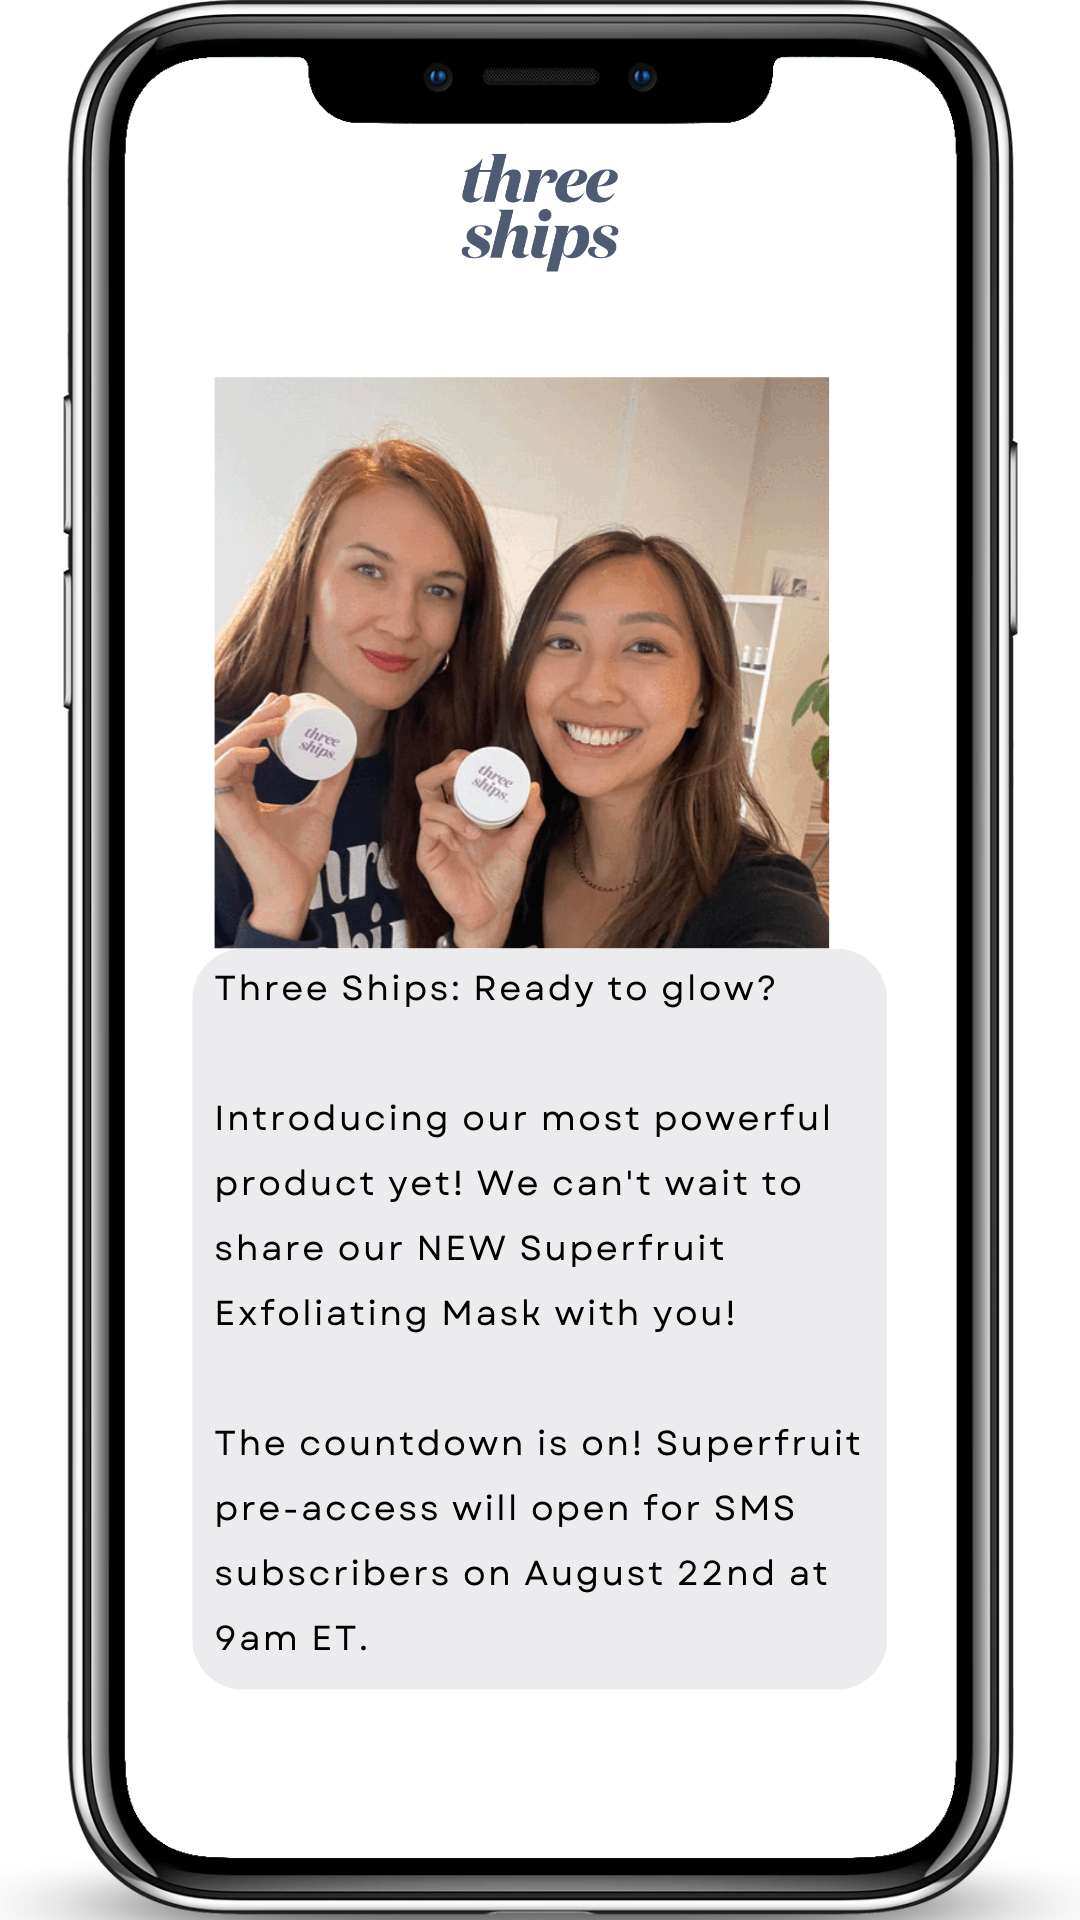 three
ships
three
ships.
three
ships.
Three Ships: Ready to glow?
Introducing our most powerful
product yet! We can't wait to
share our NEW Superfruit
Exfoliating Mask with you!
The countdown is on! Superfruit
pre-access will open for SMS
subscribers on August 22nd at
9am ET.